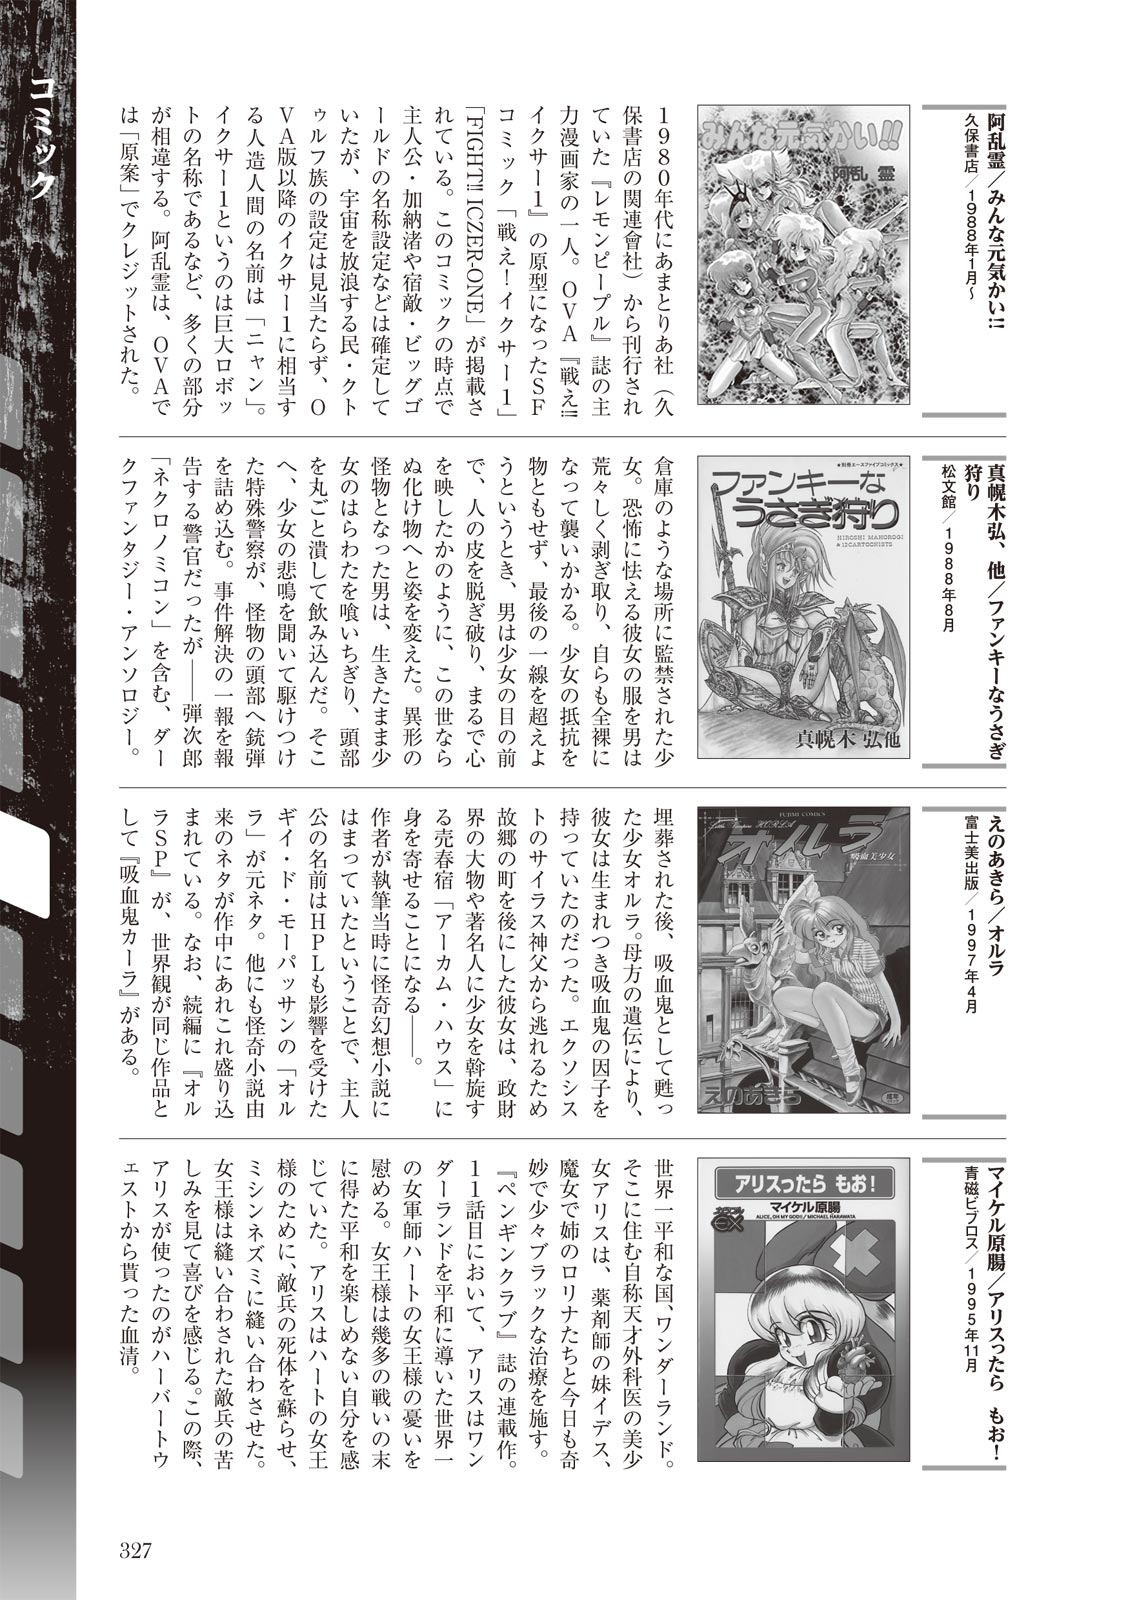 コミック
阿乱霊／みんな元気かい!!
久保書店／1988年1月～
みんな元気かい!!
阿乱 霊
1980年代にあまとりあ社（久
保書店の関連會社）から刊行され
ていた『レモンピープル』誌の主
力漫画家の一人。OVA『戦え!!
イクサー1』の原型になったSF
コミック「戦え！イクサー1」
「FIGHT!! ICZER-ONE」が掲載さ
れている。このコミックの時点で
主人公・加納渚や宿敵・ビッグゴ
ールドの名称設定などは確定して
いたが、宇宙を放浪する民・クト
ゥルフ族の設定は見当たらず、O
VA版以降のイクサー1に相当す
る人造人間の名前は「ニャン」。
イクサー1というのは巨大ロボッ
トの名称であるなど、多くの部分
が相違する。阿乱霊は、OVAで
は「原案」でクレジットされた。
真幌木弘、他／ファンキーなうさぎ
狩り
松文館／1988年8月
★別冊エースファイブコミックス★
ファンキーな
うさぎ狩り
HIROSHI MAHOROGI
& 12CARTOONISTS
真幌木 弘他
倉庫のような場所に監禁された少
女。恐怖に怯える彼女の服を男は
荒々しく剥ぎ取り、自らも全裸に
なって襲いかかる。少女の抵抗を
物ともせず、最後の一線を超えよ
うというとき、男は少女の目の前
で、人の皮を脱ぎ破り、まるで心
を映したかのように、この世なら
ぬ化け物へと姿を変えた。異形の
怪物となった男は、生きたまま少
女のはらわたを喰いちぎり、頭部
を丸ごと潰して飲み込んだ。そこ
へ、少女の悲鳴を聞いて駆けつけ
た特殊警察が、怪物の頭部へ銃弾
を詰め込む。事件解決の一報を報
告する警官だったが――弾次郎
「ネクロノミコン」を含む、ダー
クファンタジー・アンソロジー。
えのあきら／オルラ
富士美出版／1997年4月
FUJIMI COMICS
Little Vampire HORLA
オルラ
吸血美少女
えのあきら
成年
埋葬された後、吸血鬼として甦っ
た少女オルラ。母方の遺伝により、
彼女は生まれつき吸血鬼の因子を
持っていたのだった。エクソシス
トのサイラス神父から逃れるため
故郷の町を後にした彼女は、政財
界の大物や著名人に少女を斡旋す
る売春宿「アーカム・ハウス」に
身を寄せることになる――。
作者が執筆当時に怪奇幻想小説に
はまっていたということで、主人
公の名前はHPLも影響を受けた
ギイ・ド・モーパッサンの「オル
ラ」が元ネタ。他にも怪奇小説由
来のネタが作中にあれこれ盛り込
まれている。なお、続編に『オル
ラSP』が、世界観が同じ作品と
して『吸血鬼カーラ』がある。
マイケル原腸／アリスったら もお！
青磁ビブロス／1995年11月
アリスったら もお！
マイケル原腸
ALICE, OH MY GOD!! / MICHAEL HARAWATA
カラフル
EX
世界一平和な国、ワンダーランド。
そこに住む自称天才外科医の美少
女アリスは、薬剤師の妹イデス、
魔女で姉のロリナたちと今日も奇
妙で少々ブラックな治療を施す。
『ペンギンクラブ』誌の連載作。
11話目において、アリスはワン
ダーランドを平和に導いた世界一
の女軍師ハートの女王様の憂いを
慰める。女王様は幾多の戦いの末
に得た平和を楽しめない自分を感
じていた。アリスはハートの女王
様のために、敵兵の死体を蘇らせ、
ミシンネズミに縫い合わさせた。
女王様は縫い合わされた敵兵の苦
しみを見て喜びを感じる。この際、
アリスが使ったのがハーバートウ
ェストから貰った血清。
327